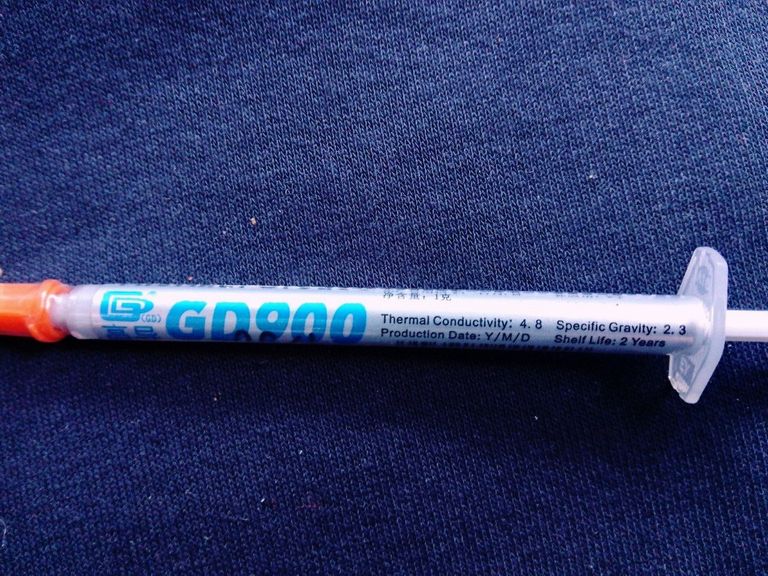 净含量：1克
GD900
(GD)
Thermal Conductivity: 4.8 Specific Gravity: 2.3
Production Date: Y/M/D Shelf Life: 2 Years